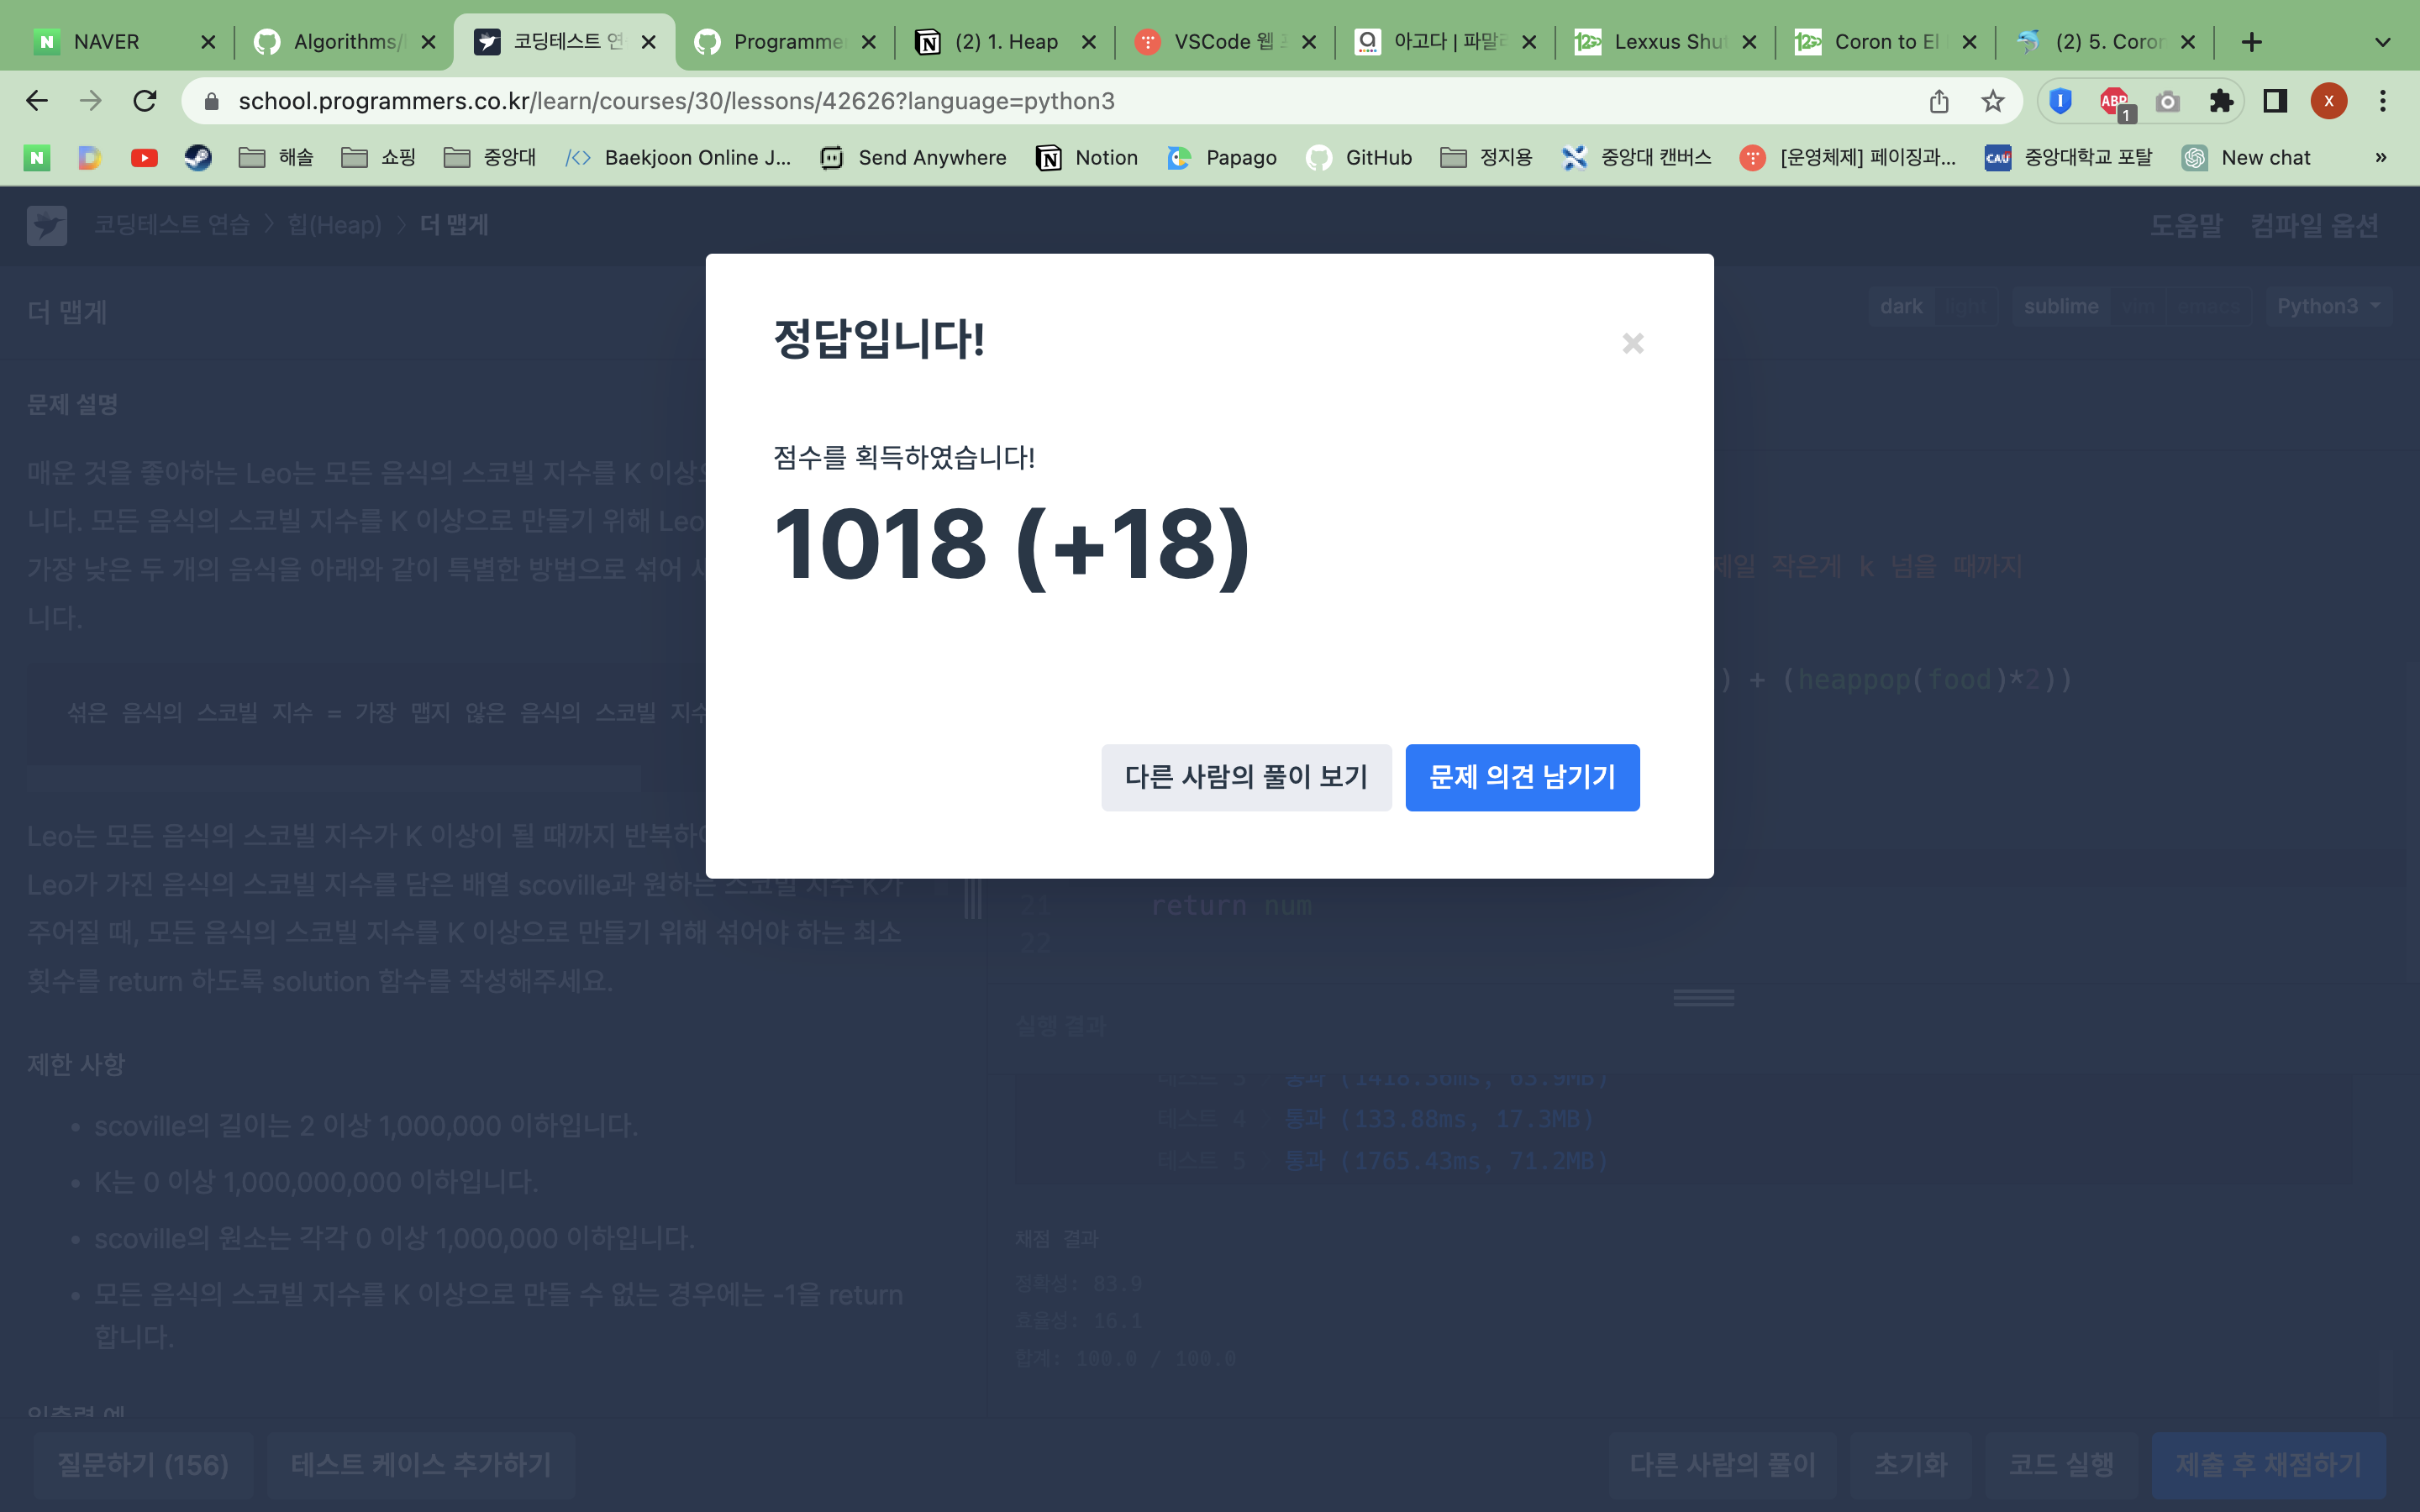 NAVER
Algorithms/
코딩테스트 연
Programme
(2) 1. Heap
VSCode 웹
아고다 | 파말
Lexxus Shu
Coron to El
(2) 5. Coron
school.programmers.co.kr/learn/courses/30/lessons/42626?language=python3
ABP
1
X
해솔
쇼핑
중앙대
Baekjoon Online J...
Send Anywhere
Notion
Papago
GitHub
정지용
중앙대 캔버스
[운영체제] 페이징과...
CAU
중앙대학교 포탈
New chat
»
코딩테스트 연습
힙(Heap)
더 맵게
도움말
컴파일 옵션
더 맵게
dark
light
sublime
vim
emacs
Python3
문제 설명
매운 것을 좋아하는 Leo는 모든 음식의 스코빌 지수를 K 이상으
니다. 모든 음식의 스코빌 지수를 K 이상으로 만들기 위해 Leo
가장 낮은 두 개의 음식을 아래와 같이 특별한 방법으로 섞어
니다.
섞은 음식의 스코빌 지수 = 가장 맵지 않은 음식의 스코빌 지수
Leo는 모든 음식의 스코빌 지수가 K 이상이 될 때까지 반복하
Leo가 가진 음식의 스코빌 지수를 담은 배열 scoville과 원하는 스코빌 지수 K가
주어질 때, 모든 음식의 스코빌 지수를 K 이상으로 만들기 위해 섞어야 하는 최소
횟수를 return 하도록 solution 함수를 작성해주세요.
제한 사항
scoville의 길이는 2 이상 1,000,000 이하입니다.
K는 0 이상 1,000,000,000 이하입니다.
scoville의 원소는 각각 0 이상 1,000,000 이하입니다.
모든 음식의 스코빌 지수를 K 이상으로 만들 수 없는 경우에는 -1을 return
합니다.
입출력 예
정답입니다!
점수를 획득하였습니다!
1018 (+18)
다른 사람의 풀이 보기
문제 의견 남기기
제일 작은게 k 넘을 때까지
) + (heappop(food)*2))
21 return num
22
실행 결과
테스트 3 통과 (1418.56ms, 63.9MB)
테스트 4 통과 (133.88ms, 17.3MB)
테스트 5 통과 (1765.43ms, 71.2MB)
채점 결과
정확성: 83.9
효율성: 16.1
합계: 100.0 / 100.0
질문하기 (156)
테스트 케이스 추가하기
다른 사람의 풀이
초기화
코드 실행
제출 후 채점하기